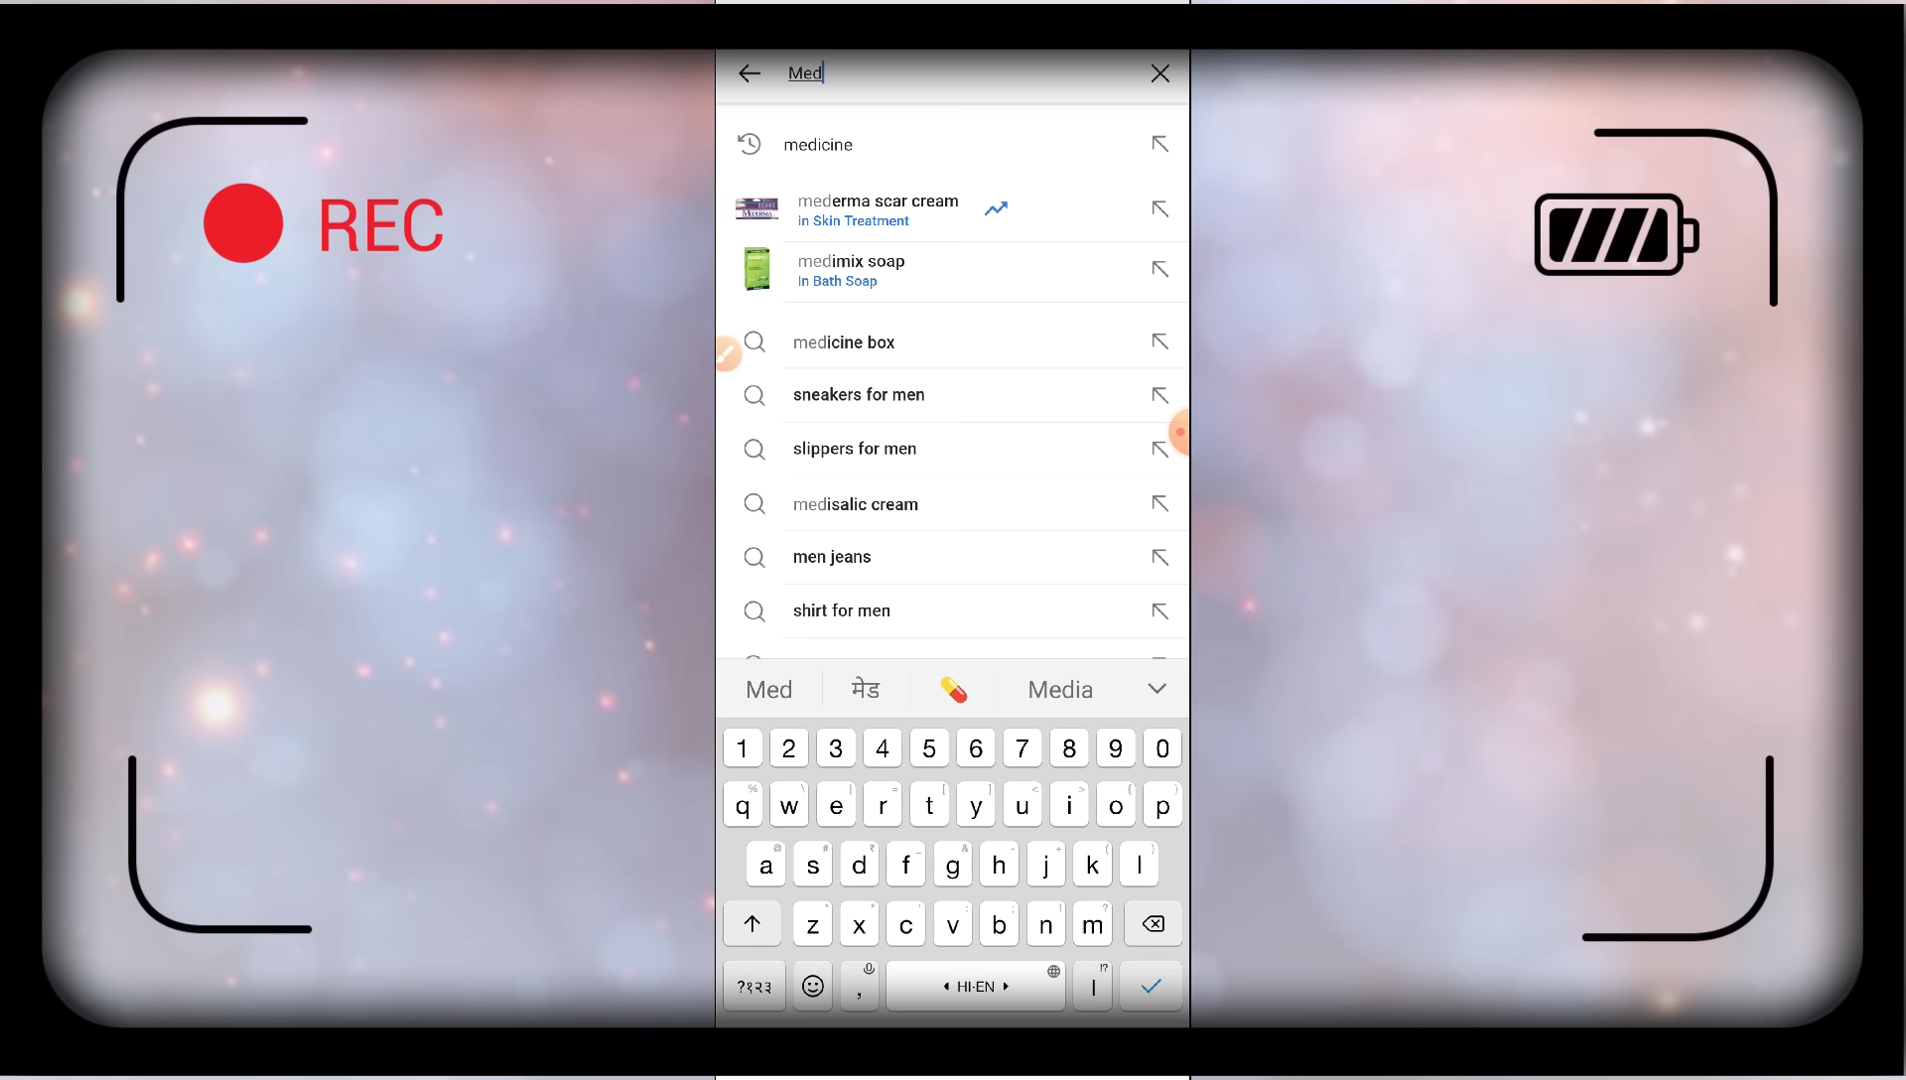 Med
REC
medicine
mederma scar cream
in Skin Treatment
MEDERMA
medimix soap
in Bath Soap
medicine box
sneakers for men
slippers for men
medisalic cream
men jeans
shirt for men
Med मेड 💊 Media
1 2 3 4 5 6 7 8 9 0
q w e r t y u i o p
a s d f g h j k l
z x c v b n m
?१२३ , HI-EN !? |